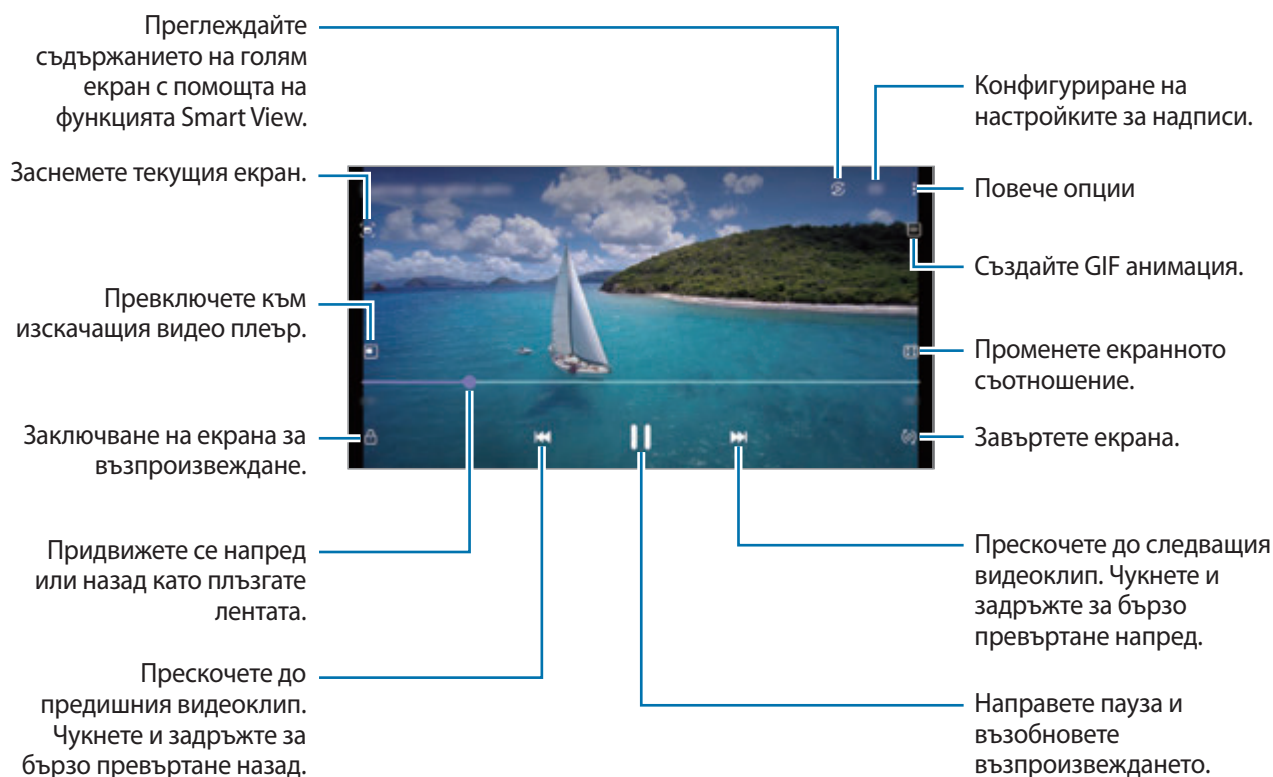 Преглеждайте
съдържанието на голям
екран с помощта на
функцията Smart View.
Заснемете текущия екран.
Превключете към
изскачащия видео плеър.
Заключване на екрана за
възпроизвеждане.
Придвижете се напред
или назад като плъзгате
лентата.
Прескочете до
предишния видеоклип.
Чукнете и задръжте за
бързо превъртане назад.
Конфигуриране на
настройките за надписи.
Повече опции
Създайте GIF анимация.
Променете екранното
съотношение.
Завъртете екрана.
Прескочете до следващия
видеоклип. Чукнете и
задръжте за бързо
превъртане напред.
Направете пауза и
възобновете
възпроизвеждането.